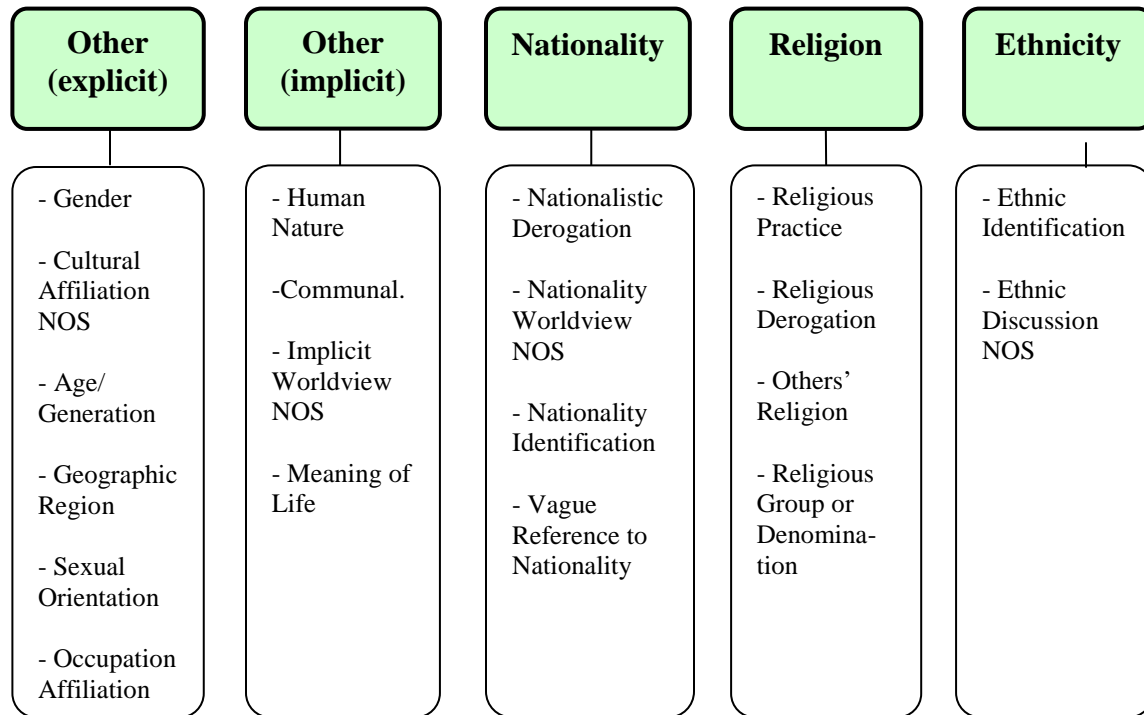 Other
(explicit)
Other
(implicit)
Nationality
Religion
Ethnicity
- Gender
- Cultural
Affiliation
NOS
- Age/
Generation
- Geographic
Region
- Sexual
Orientation
- Occupation
Affiliation
- Human
Nature
-Communal.
- Implicit
Worldview
NOS
- Meaning of
Life
- Nationalistic
Derogation
- Nationality
Worldview
NOS
- Nationality
Identification
- Vague
Reference to
Nationality
- Religious
Practice
- Religious
Derogation
- Others’
Religion
- Religious
Group or
Denomina-
tion
- Ethnic
Identification
- Ethnic
Discussion
NOS